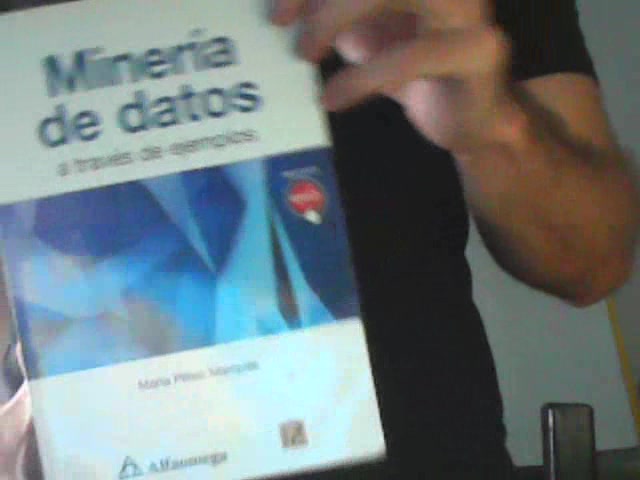 Minería
de datos
a través de ejemplos
María Pérez Marqués
Alfaomega